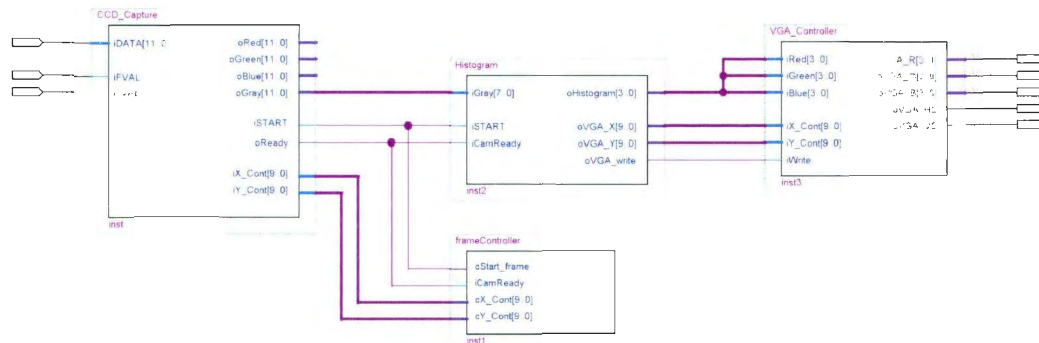 CCD_Capture
iDATA[11..0]
iFVAL
oRed[11..0]
oGreen[11..0]
oBlue[11..0]
oGray[11..0]
iSTART
oReady
iX_Cont[9..0]
iY_Cont[9..0]
inst
Histogram
iGray[7..0]
iSTART
iCamReady
oHistogram[3..0]
oVGA_X[9..0]
oVGA_Y[9..0]
oVGA_write
inst2
frameController
cStart_frame
iCamReady
cX_Cont[9..0]
cY_Cont[9..0]
inst1
VGA_Controller
iRed[3..0]
iGreen[3..0]
iBlue[3..0]
iX_Cont[9..0]
iY_Cont[9..0]
iWrite
inst3